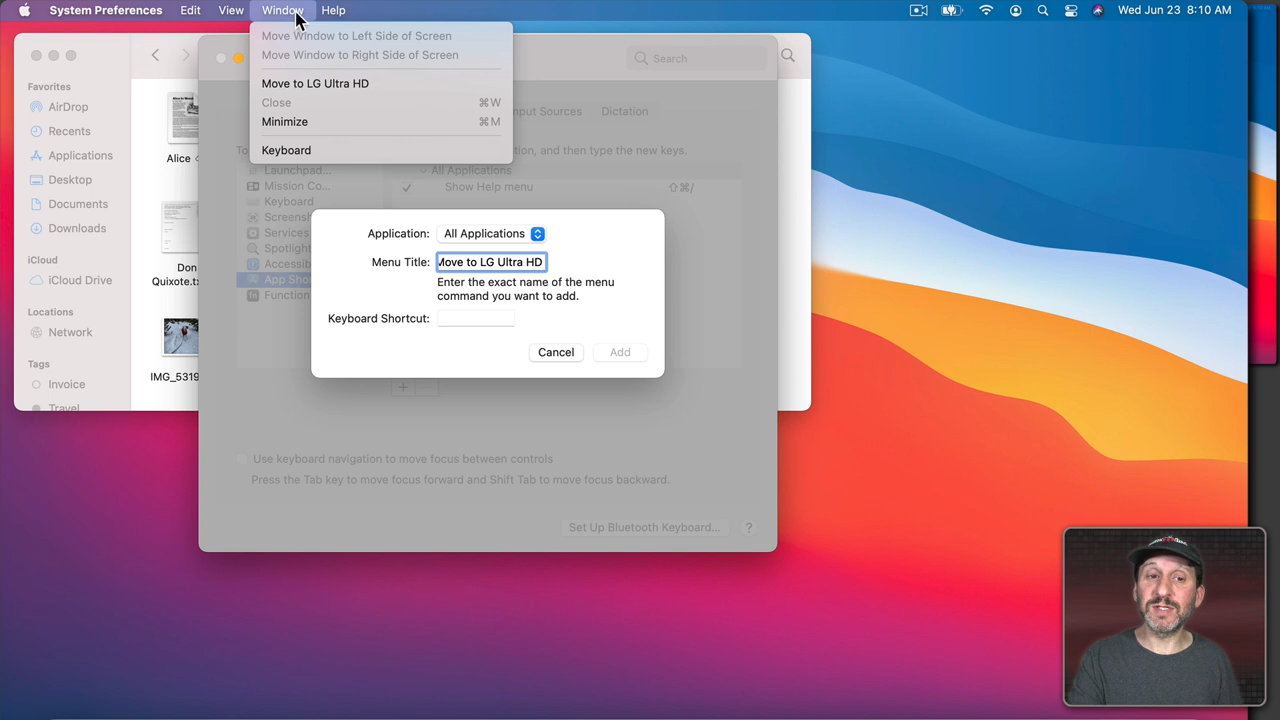 System Preferences Edit View Window Help Wed Jun 23 8:10 AM
Move Window to Left Side of Screen
Move Window to Right Side of Screen
Move to LG Ultra HD
Close ⌘W
Minimize ⌘M
Keyboard
Search
Favorites
AirDrop
Recents
Applications
Desktop
Documents
Downloads
iCloud
iCloud Drive
Locations
Network
Tags
Invoice
Travel
Alice
Don
Quixote.tx
IMG_5319
nput Sources Dictation
To
tion, and then type the new keys.
Launchpad...
Mission Co...
Keyboard
Screensh
Services
Spotlight
Accessib
App Sho
Function
All Applications
Show Help menu ⇧⌘/
Application: All Applications
Menu Title: Move to LG Ultra HD
Enter the exact name of the menu
command you want to add.
Keyboard Shortcut:
Cancel Add
+ −
Use keyboard navigation to move focus between controls
Press the Tab key to move focus forward and Shift Tab to move focus backward.
Set Up Bluetooth Keyboard... ?